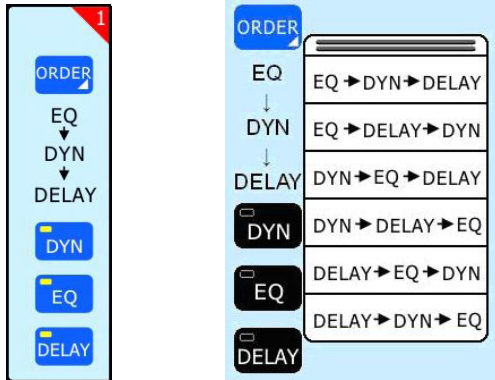 1
ORDER
EQ
DYN
DELAY
DYN
EQ
DELAY
ORDER
EQ
↓
DYN
↓
DELAY
DYN
EQ
DELAY
EQ➔DYN➔DELAY
EQ➔DELAY➔DYN
DYN➔EQ➔DELAY
DYN➔DELAY➔EQ
DELAY➔EQ➔DYN
DELAY➔DYN➔EQ